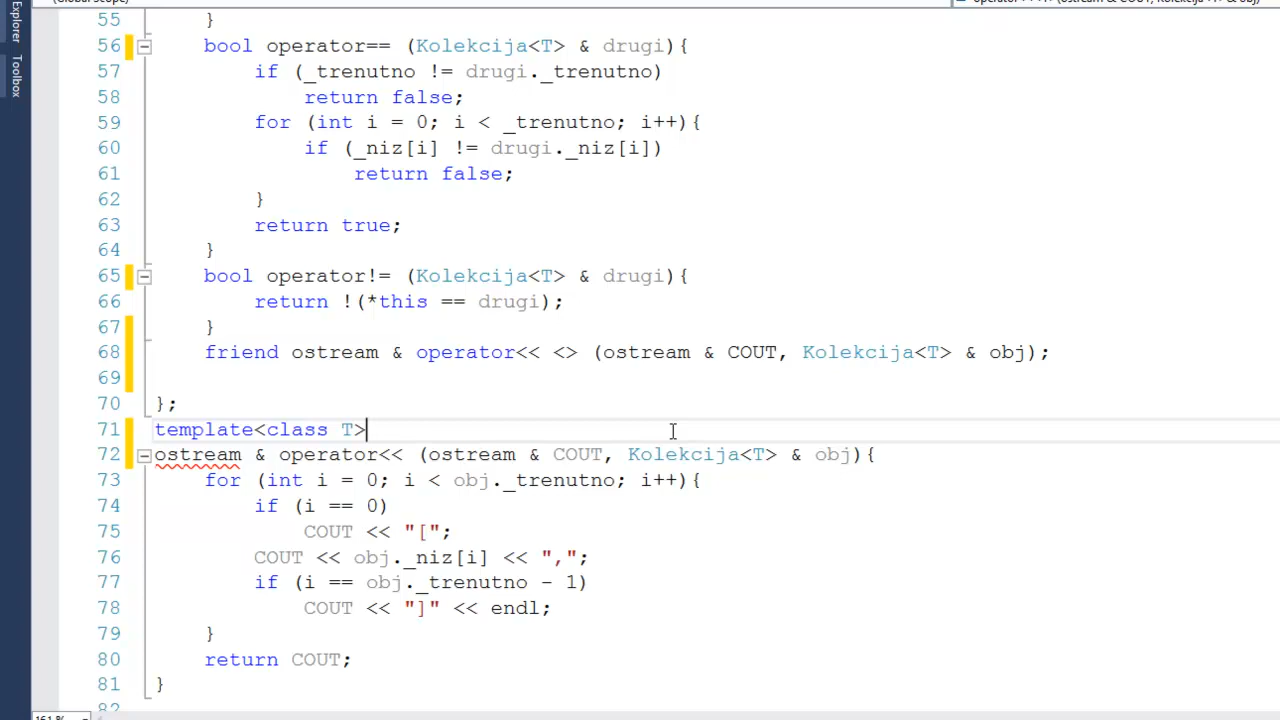 (Global Scope)
Explorer
Toolbox
55 }
56 bool operator== (Kolekcija<T> & drugi){
57 if (_trenutno != drugi._trenutno)
58 return false;
59 for (int i = 0; i < _trenutno; i++){
60 if (_niz[i] != drugi._niz[i])
61 return false;
62 }
63 return true;
64 }
65 bool operator!= (Kolekcija<T> & drugi){
66 return !(*this == drugi);
67 }
68 friend ostream & operator<< <> (ostream & COUT, Kolekcija<T> & obj);
69
70 };
71 template<class T>
72 ostream & operator<< (ostream & COUT, Kolekcija<T> & obj){
73 for (int i = 0; i < obj._trenutno; i++){
74 if (i == 0)
75 COUT << "[";
76 COUT << obj._niz[i] << ",";
77 if (i == obj._trenutno - 1)
78 COUT << "]" << endl;
79 }
80 return COUT;
81 }
82
161 %